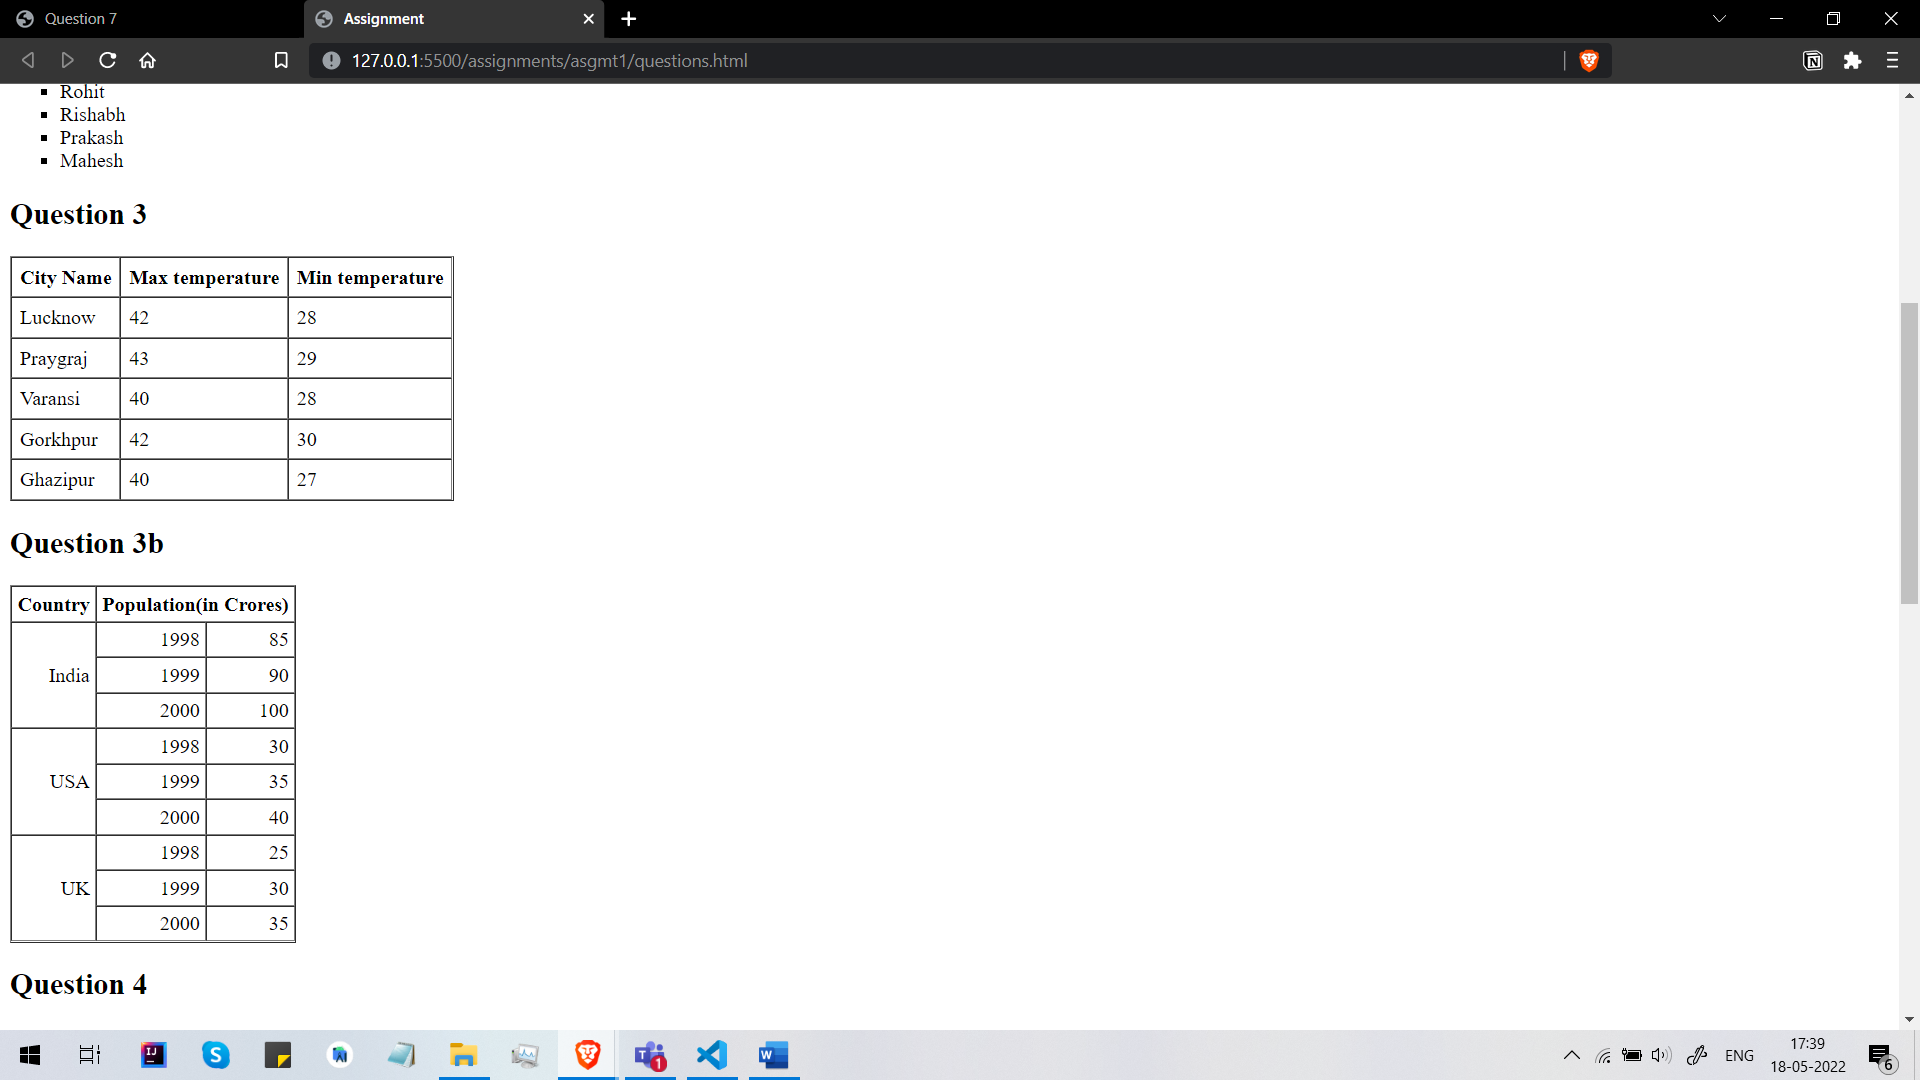 Question 7
Assignment
127.0.0.1:5500/assignments/asgmt1/questions.html
Rohit
Rishabh
Prakash
Mahesh
Question 3
City Name Max temperature Min temperature
Lucknow 42 28
Praygraj 43 29
Varansi 40 28
Gorkhpur 42 30
Ghazipur 40 27
Question 3b
Country Population(in Crores)
India 1998 85
1999 90
2000 100
USA 1998 30
1999 35
2000 40
UK 1998 25
1999 30
2000 35
Question 4
ENG
17:39
18-05-2022
6